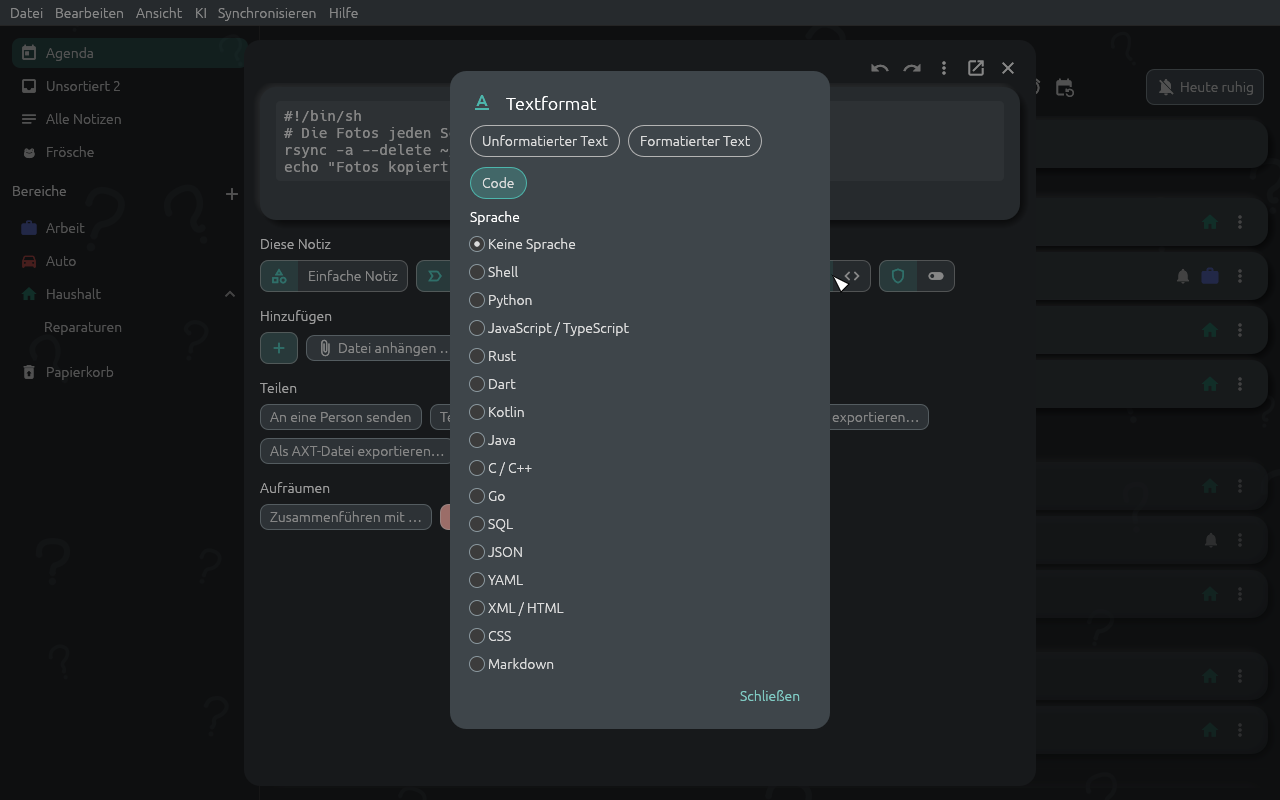 Datei Bearbeiten Ansicht KI Synchronisieren Hilfe
Agenda
Unsortiert 2
Alle Notizen
Frösche
Bereiche
Arbeit
Auto
Haushalt
Reparaturen
Papierkorb
Heute ruhig
#!/bin/sh
# Die Fotos jeden
rsync -a --delete
echo "Fotos kopiert
Diese Notiz
Einfache Notiz
Hinzufügen
Datei anhängen ...
Teilen
An eine Person senden
exportieren…
Als AXT-Datei exportieren…
Aufräumen
Zusammenführen mit …
Textformat
Unformatierter Text
Formatierter Text
Code
Sprache
Keine Sprache
Shell
Python
JavaScript / TypeScript
Rust
Dart
Kotlin
Java
C / C++
Go
SQL
JSON
YAML
XML / HTML
CSS
Markdown
Schließen